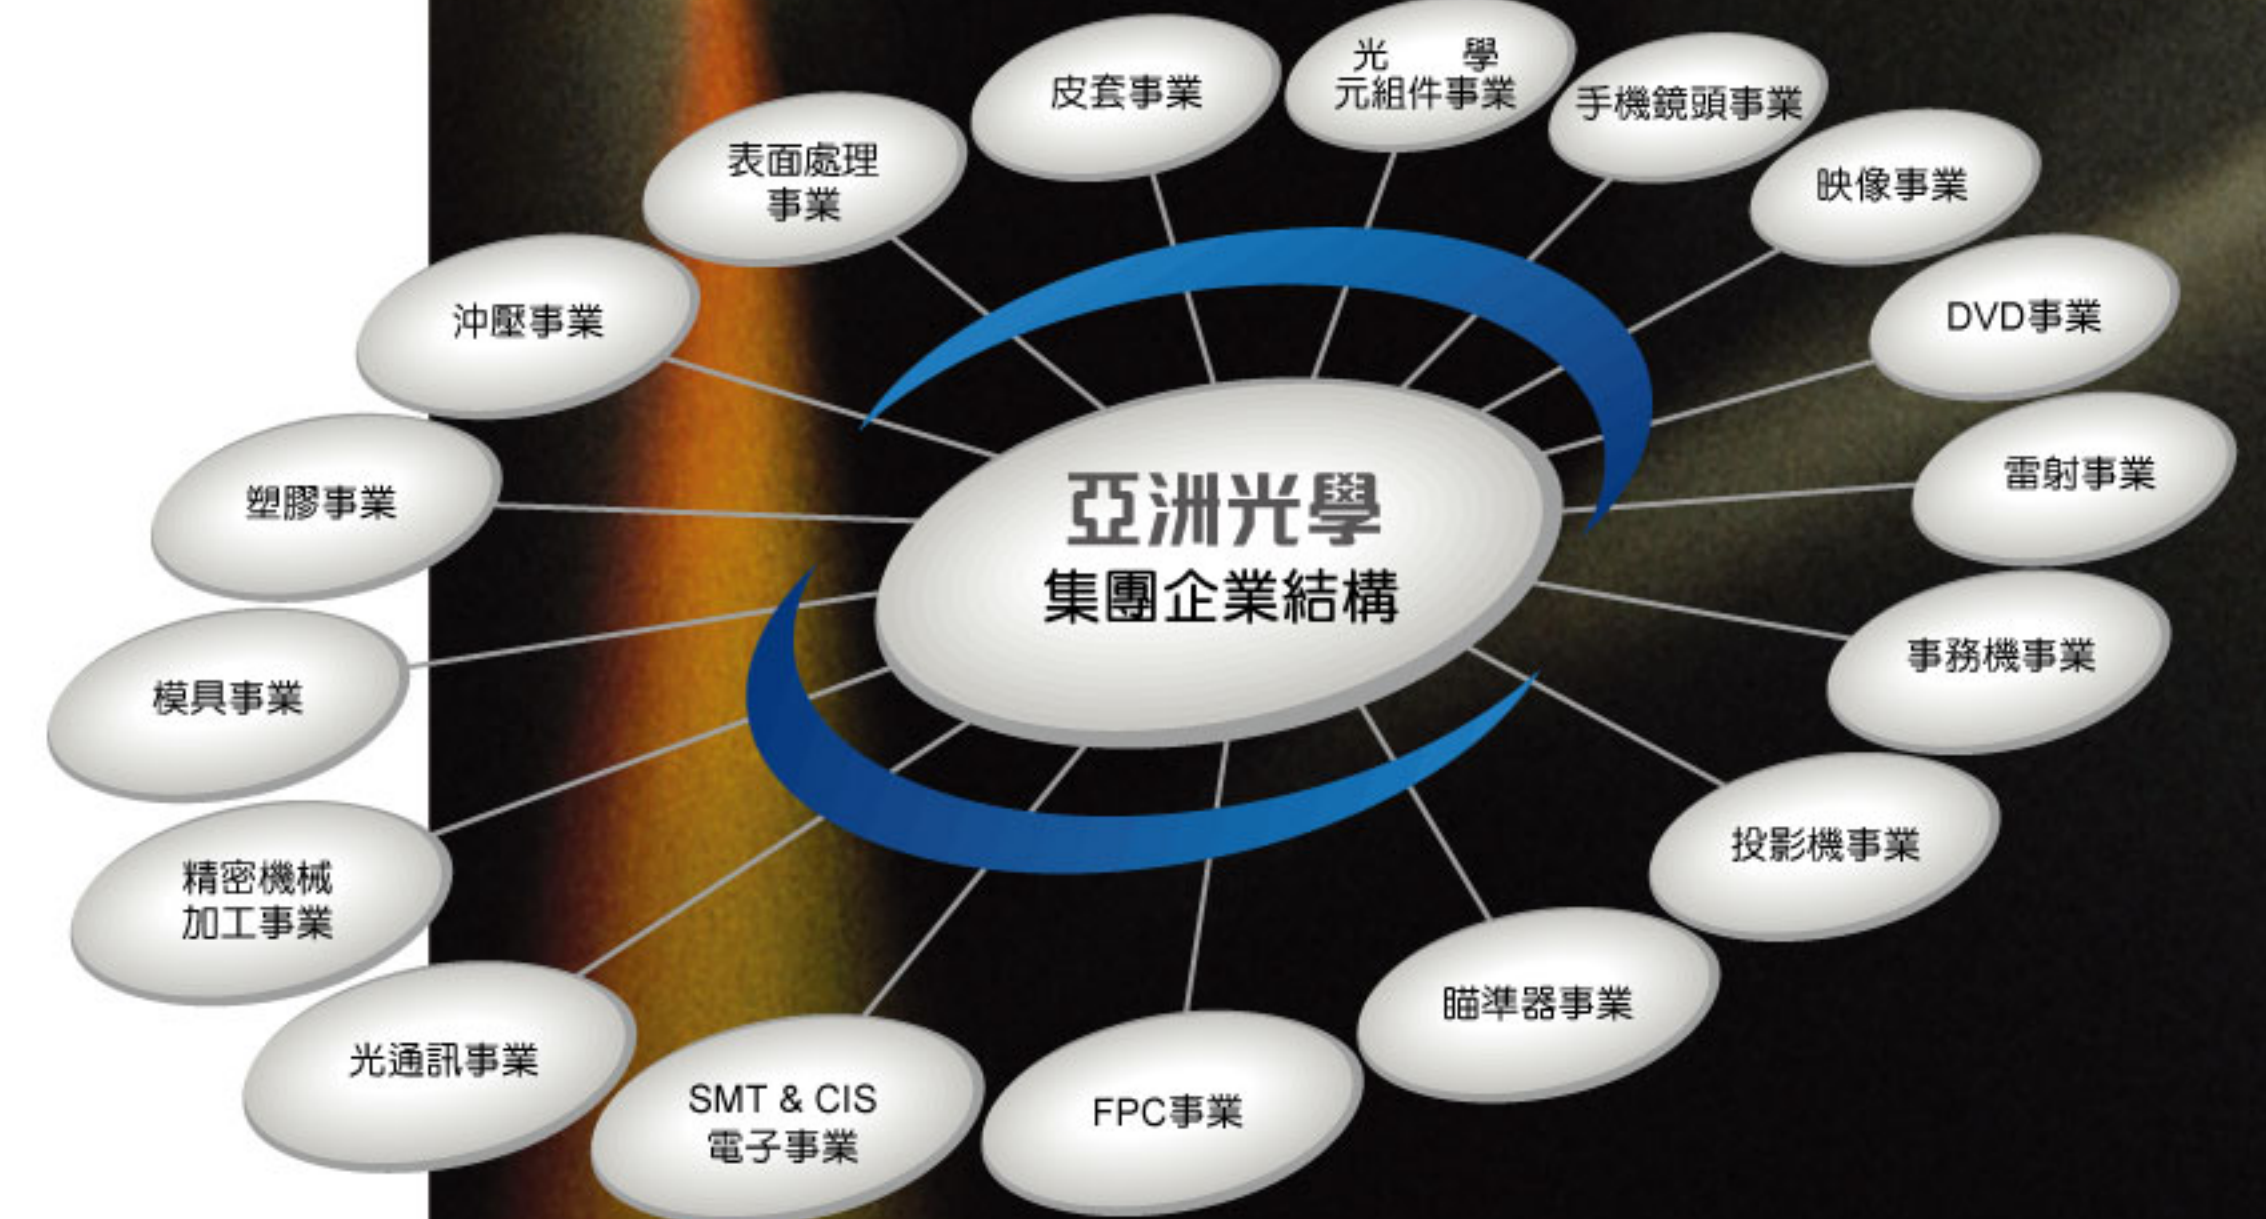 皮套事業
光　學
元組件事業
手機鏡頭事業
映像事業
DVD事業
雷射事業
事務機事業
投影機事業
瞄準器事業
FPC事業
SMT & CIS
電子事業
光通訊事業
精密機械
加工事業
模具事業
塑膠事業
沖壓事業
表面處理
事業
亞洲光學
集團企業結構